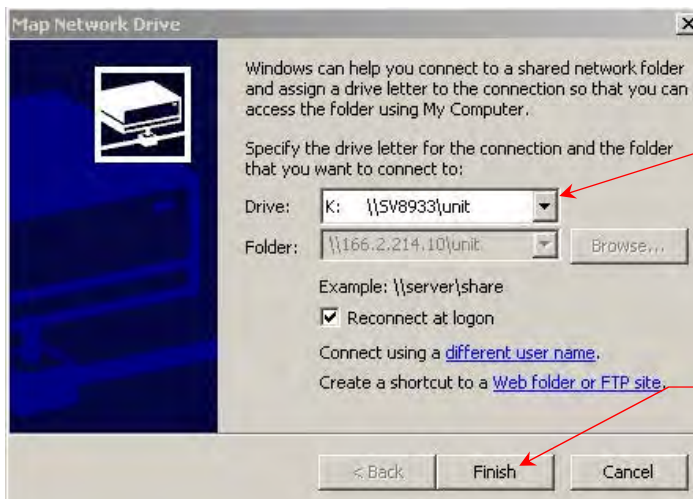 Map Network Drive
Windows can help you connect to a shared network folder
and assign a drive letter to the connection so that you can
access the folder using My Computer.
Specify the drive letter for the connection and the folder
that you want to connect to:
Drive: K: \\SV8933\unit
Folder: \\166.2.214.10\unit Browse...
Example: \\server\share
Reconnect at logon
Connect using a different user name.
Create a shortcut to a Web folder or FTP site.
< Back Finish Cancel